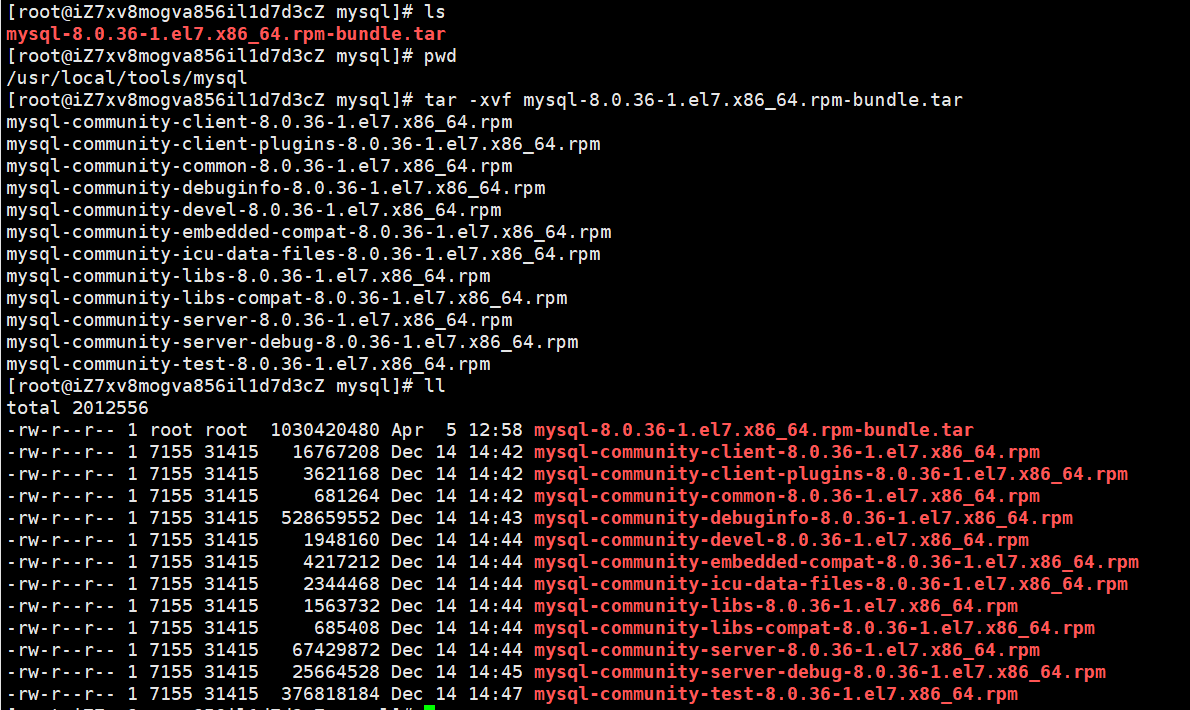 [root@iZ7xv8mogva856il1d7d3cZ mysql]# ls
mysql-8.0.36-1.el7.x86_64.rpm-bundle.tar
[root@iZ7xv8mogva856il1d7d3cZ mysql]# pwd
/usr/local/tools/mysql
[root@iZ7xv8mogva856il1d7d3cZ mysql]# tar -xvf mysql-8.0.36-1.el7.x86_64.rpm-bundle.tar
mysql-community-client-8.0.36-1.el7.x86_64.rpm
mysql-community-client-plugins-8.0.36-1.el7.x86_64.rpm
mysql-community-common-8.0.36-1.el7.x86_64.rpm
mysql-community-debuginfo-8.0.36-1.el7.x86_64.rpm
mysql-community-devel-8.0.36-1.el7.x86_64.rpm
mysql-community-embedded-compat-8.0.36-1.el7.x86_64.rpm
mysql-community-icu-data-files-8.0.36-1.el7.x86_64.rpm
mysql-community-libs-8.0.36-1.el7.x86_64.rpm
mysql-community-libs-compat-8.0.36-1.el7.x86_64.rpm
mysql-community-server-8.0.36-1.el7.x86_64.rpm
mysql-community-server-debug-8.0.36-1.el7.x86_64.rpm
mysql-community-test-8.0.36-1.el7.x86_64.rpm
[root@iZ7xv8mogva856il1d7d3cZ mysql]# ll
total 2012556
-rw-r--r-- 1 root root  1030420480 Apr  5 12:58 mysql-8.0.36-1.el7.x86_64.rpm-bundle.tar
-rw-r--r-- 1 7155 31415   16767208 Dec 14 14:42 mysql-community-client-8.0.36-1.el7.x86_64.rpm
-rw-r--r-- 1 7155 31415    3621168 Dec 14 14:42 mysql-community-client-plugins-8.0.36-1.el7.x86_64.rpm
-rw-r--r-- 1 7155 31415     681264 Dec 14 14:42 mysql-community-common-8.0.36-1.el7.x86_64.rpm
-rw-r--r-- 1 7155 31415  528659552 Dec 14 14:43 mysql-community-debuginfo-8.0.36-1.el7.x86_64.rpm
-rw-r--r-- 1 7155 31415    1948160 Dec 14 14:44 mysql-community-devel-8.0.36-1.el7.x86_64.rpm
-rw-r--r-- 1 7155 31415    4217212 Dec 14 14:44 mysql-community-embedded-compat-8.0.36-1.el7.x86_64.rpm
-rw-r--r-- 1 7155 31415    2344468 Dec 14 14:44 mysql-community-icu-data-files-8.0.36-1.el7.x86_64.rpm
-rw-r--r-- 1 7155 31415    1563732 Dec 14 14:44 mysql-community-libs-8.0.36-1.el7.x86_64.rpm
-rw-r--r-- 1 7155 31415     685408 Dec 14 14:44 mysql-community-libs-compat-8.0.36-1.el7.x86_64.rpm
-rw-r--r-- 1 7155 31415   67429872 Dec 14 14:44 mysql-community-server-8.0.36-1.el7.x86_64.rpm
-rw-r--r-- 1 7155 31415   25664528 Dec 14 14:45 mysql-community-server-debug-8.0.36-1.el7.x86_64.rpm
-rw-r--r-- 1 7155 31415  376818184 Dec 14 14:47 mysql-community-test-8.0.36-1.el7.x86_64.rpm